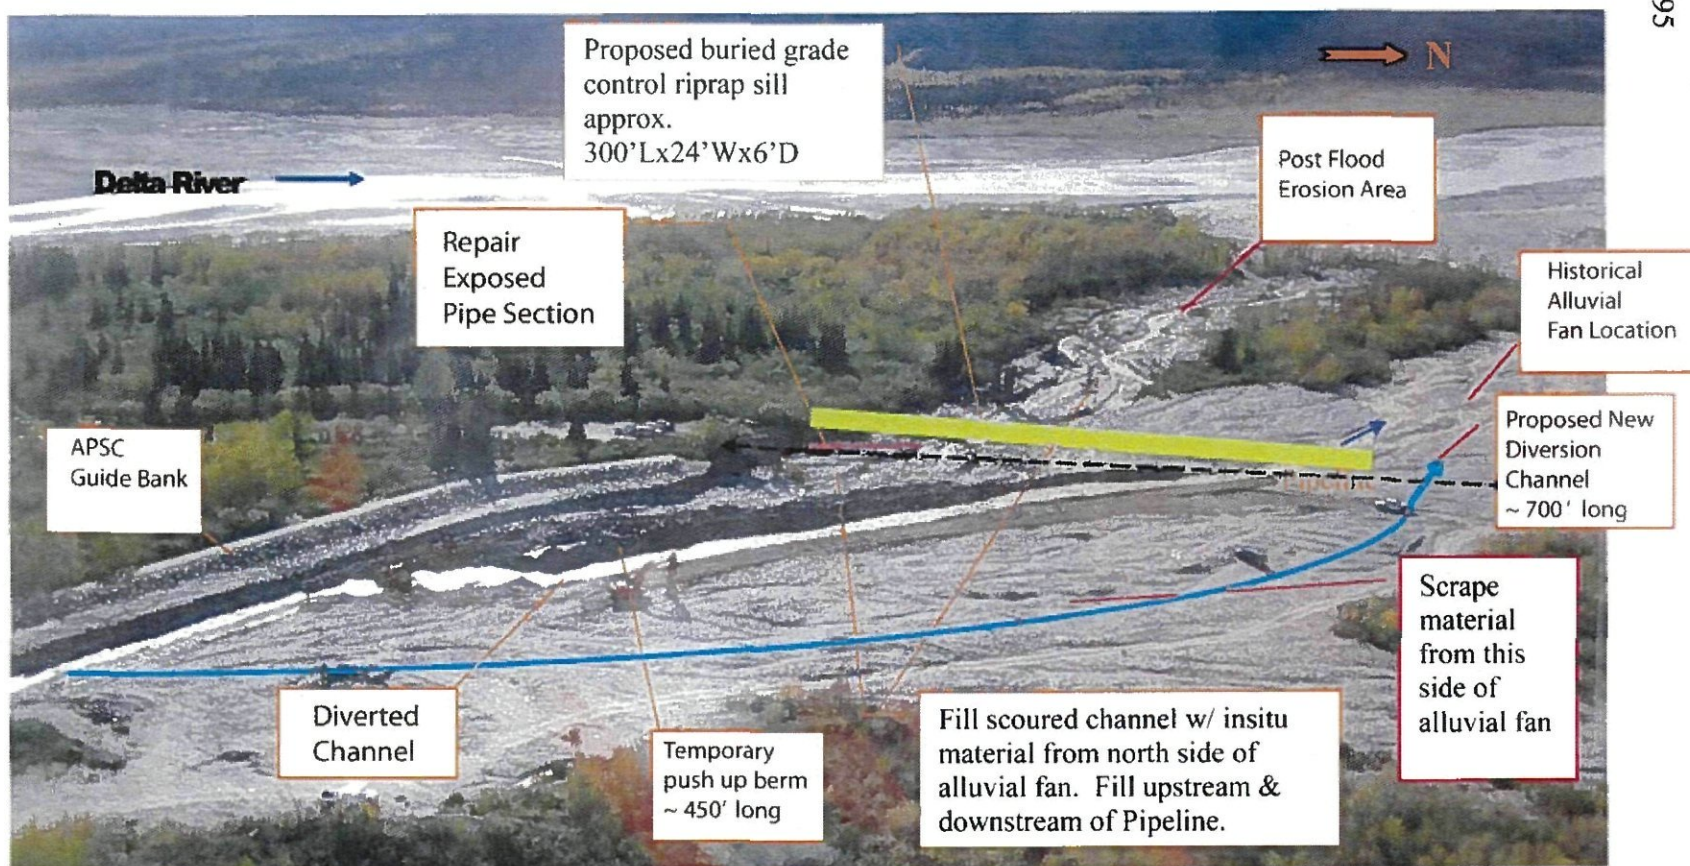 95
Proposed buried grade
control riprap sill
approx.
300'Lx24'Wx6'D
N
Post Flood
Erosion Area
Delta River
Repair
Exposed
Pipe Section
Historical
Alluvial
Fan Location
APSC
Guide Bank
Proposed New
Diversion
Channel
~ 700' long
Pipeline
Scrape
material
from this
side of
alluvial fan
Diverted
Channel
Temporary
push up berm
~ 450' long
Fill scoured channel w/ insitu
material from north side of
alluvial fan. Fill upstream &
downstream of Pipeline.